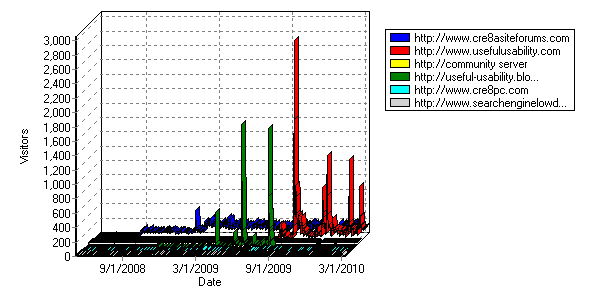 3,000
2,800
2,600
2,400
2,200
2,000
1,800
1,600
1,400
1,200
1,000
800
600
400
200
0
Visitors
9/1/2008 3/1/2009 9/1/2009 3/1/2010
Date
http://www.cre8asiteforums.com
http://www.usefulusability.com
http://community server
http://useful-usability.blo...
http://www.cre8pc.com
http://www.searchenginelowd...